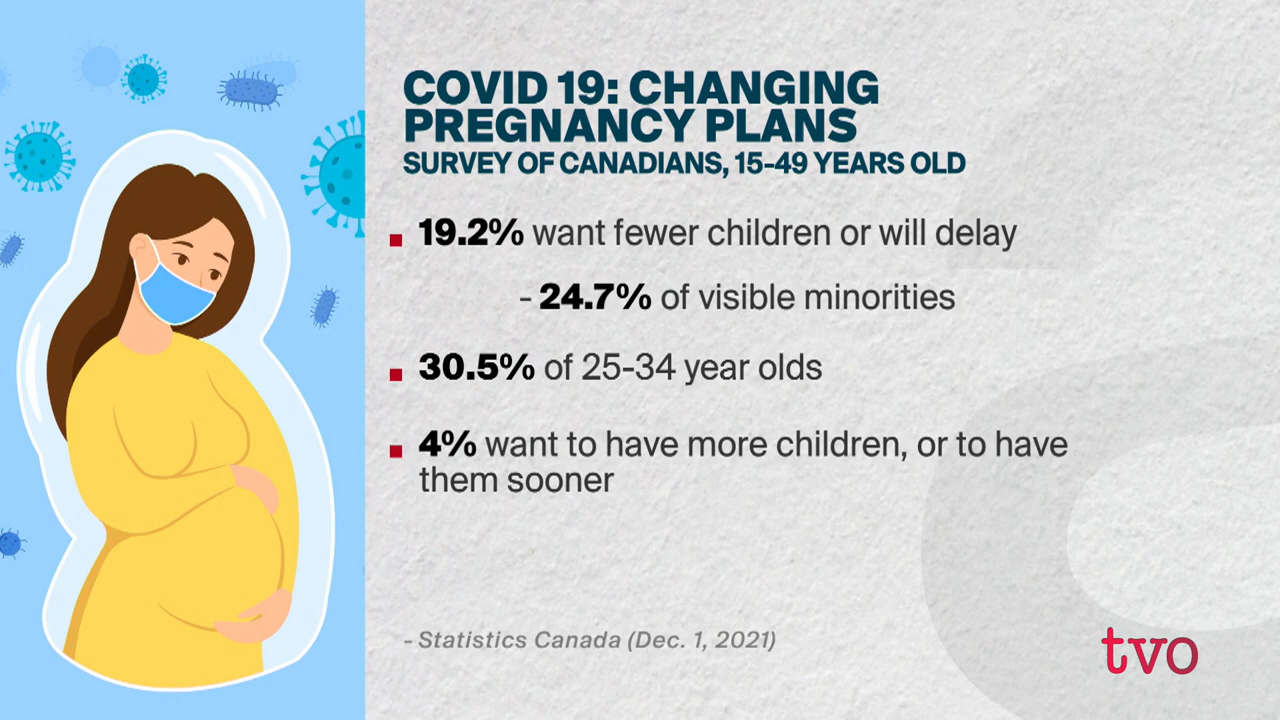 COVID 19: CHANGING
PREGNANCY PLANS
SURVEY OF CANADIANS, 15-49 YEARS OLD
19.2% want fewer children or will delay
- 24.7% of visible minorities
30.5% of 25-34 year olds
4% want to have more children, or to have
them sooner
- Statistics Canada (Dec. 1, 2021)
tvo